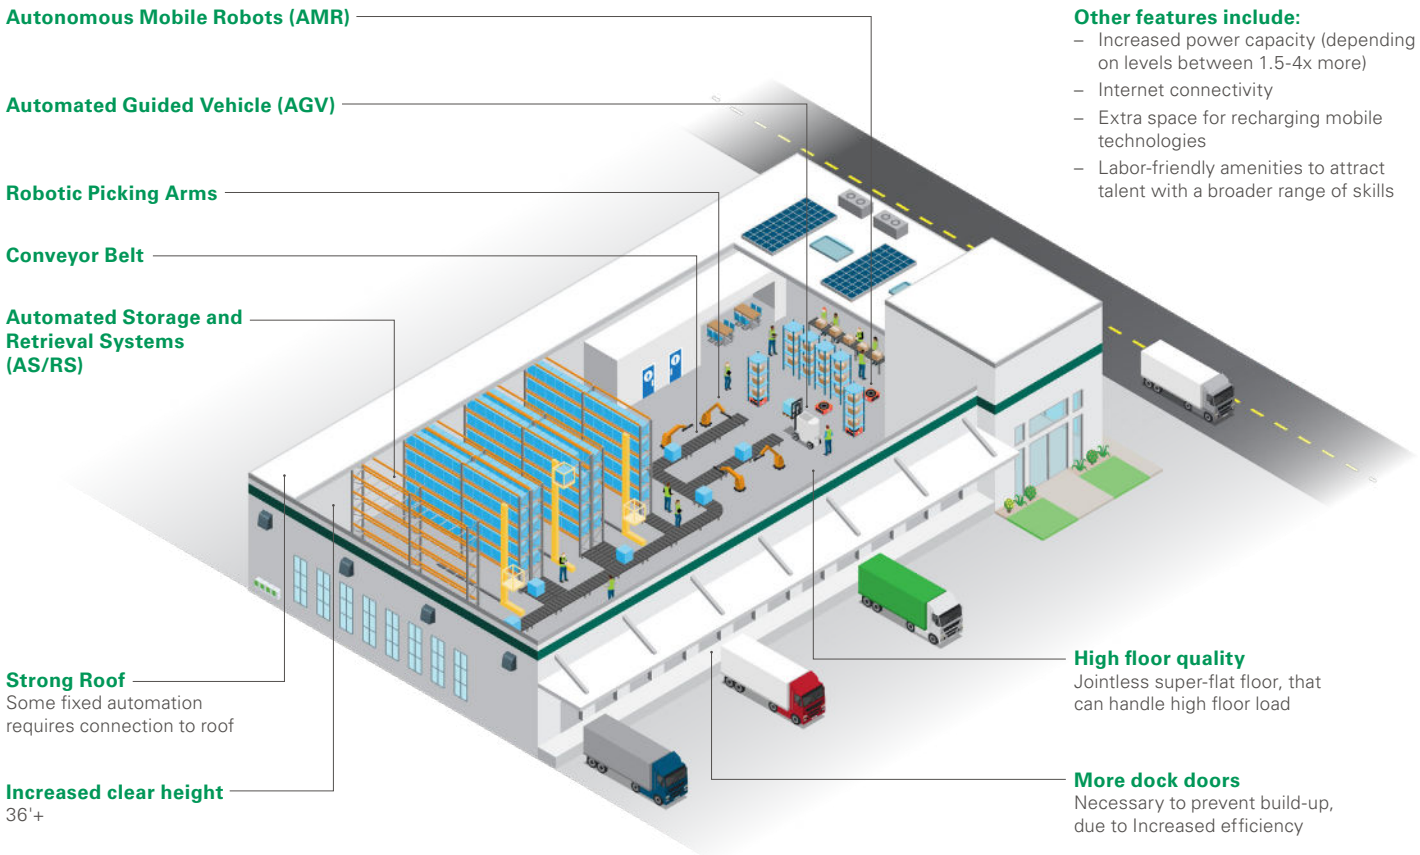 Autonomous Mobile Robots (AMR)
Automated Guided Vehicle (AGV)
Robotic Picking Arms
Conveyor Belt
Automated Storage and
Retrieval Systems
(AS/RS)
Strong Roof
Some fixed automation
requires connection to roof
Increased clear height
36'+
Other features include:
– Increased power capacity (depending
on levels between 1.5-4x more)
– Internet connectivity
– Extra space for recharging mobile
technologies
– Labor-friendly amenities to attract
talent with a broader range of skills
High floor quality
Jointless super-flat floor, that
can handle high floor load
More dock doors
Necessary to prevent build-up,
due to Increased efficiency